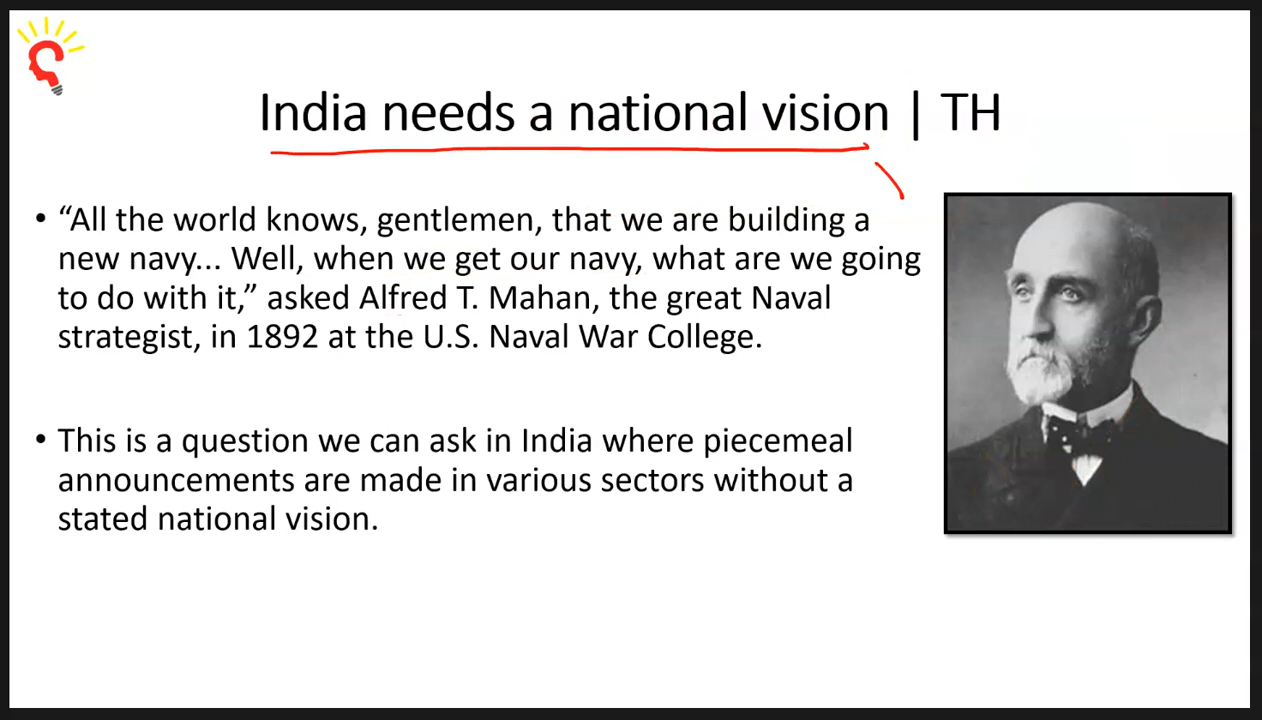 India needs a national vision | TH
• “All the world knows, gentlemen, that we are building a
new navy... Well, when we get our navy, what are we going
to do with it,” asked Alfred T. Mahan, the great Naval
strategist, in 1892 at the U.S. Naval War College.
• This is a question we can ask in India where piecemeal
announcements are made in various sectors without a
stated national vision.